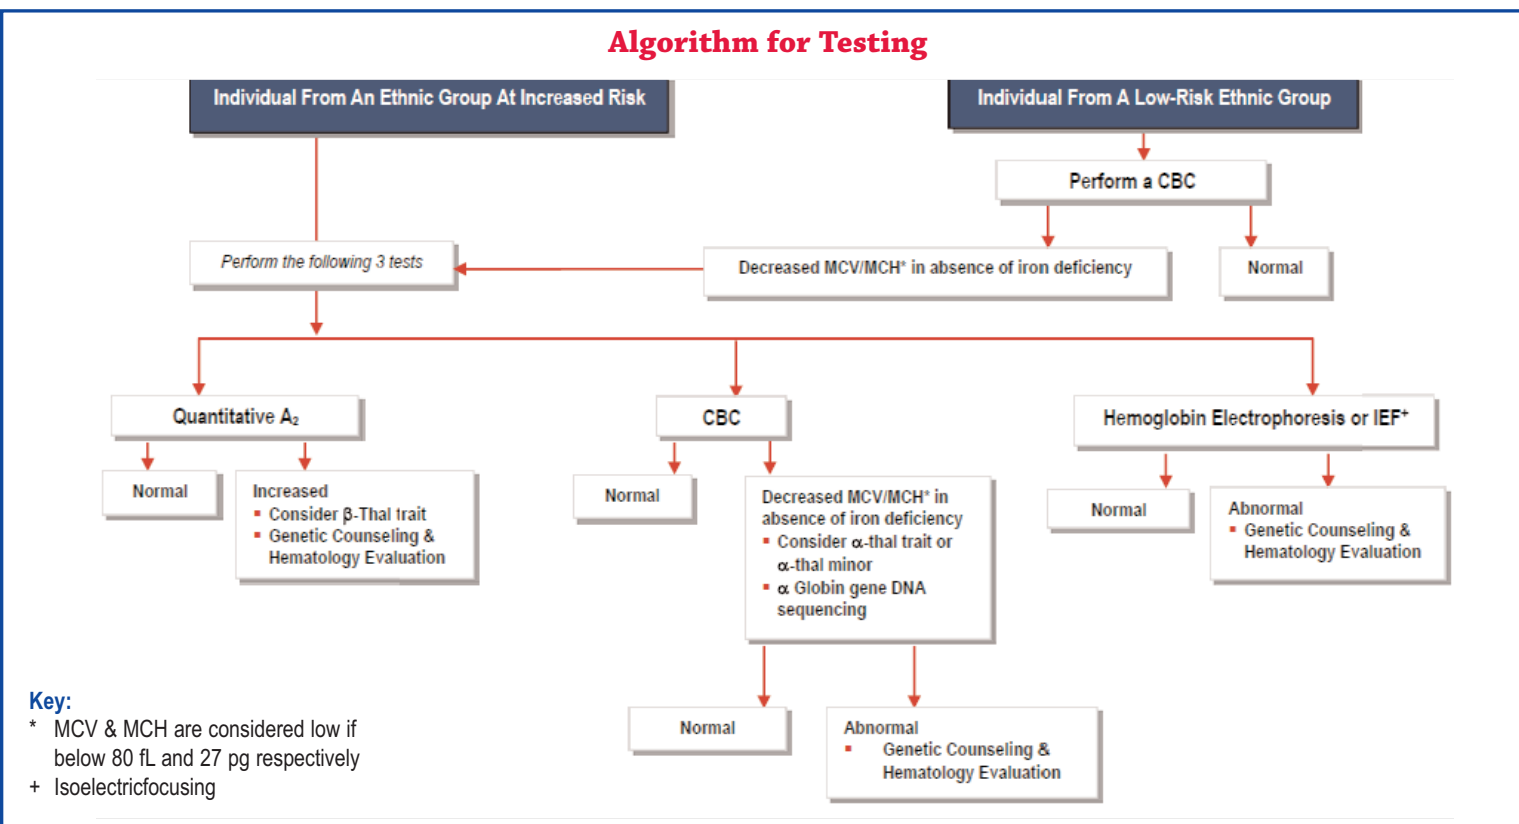 Algorithm for Testing
Individual From An Ethnic Group At Increased Risk
Individual From A Low-Risk Ethnic Group
Perform a CBC
Perform the following 3 tests
Decreased MCV/MCH* in absence of iron deficiency
Normal
Quantitative A₂
CBC
Hemoglobin Electrophoresis or IEF⁺
Normal
Increased
▪ Consider β-Thal trait
▪ Genetic Counseling &
Hematology Evaluation
Normal
Decreased MCV/MCH* in
absence of iron deficiency
▪ Consider α-thal trait or
α-thal minor
▪ α Globin gene DNA
sequencing
Normal
Abnormal
▪ Genetic Counseling &
Hematology Evaluation
Normal
Abnormal
▪ Genetic Counseling &
Hematology Evaluation
Key:
* MCV & MCH are considered low if
below 80 fL and 27 pg respectively
+ Isoelectricfocusing